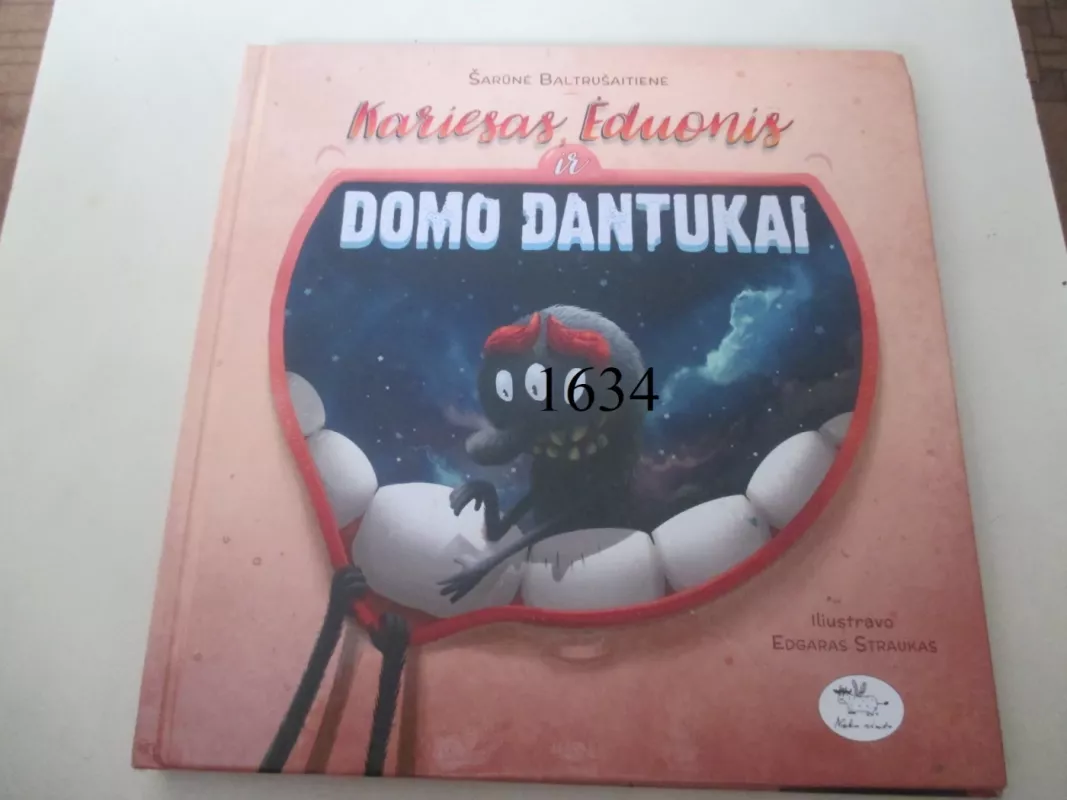 Šarūnė Baltrušaitienė
Kariesas, Ėduonis
ir
DOMO DANTUKAI
1634
Iliustravo
Edgaras Straukas